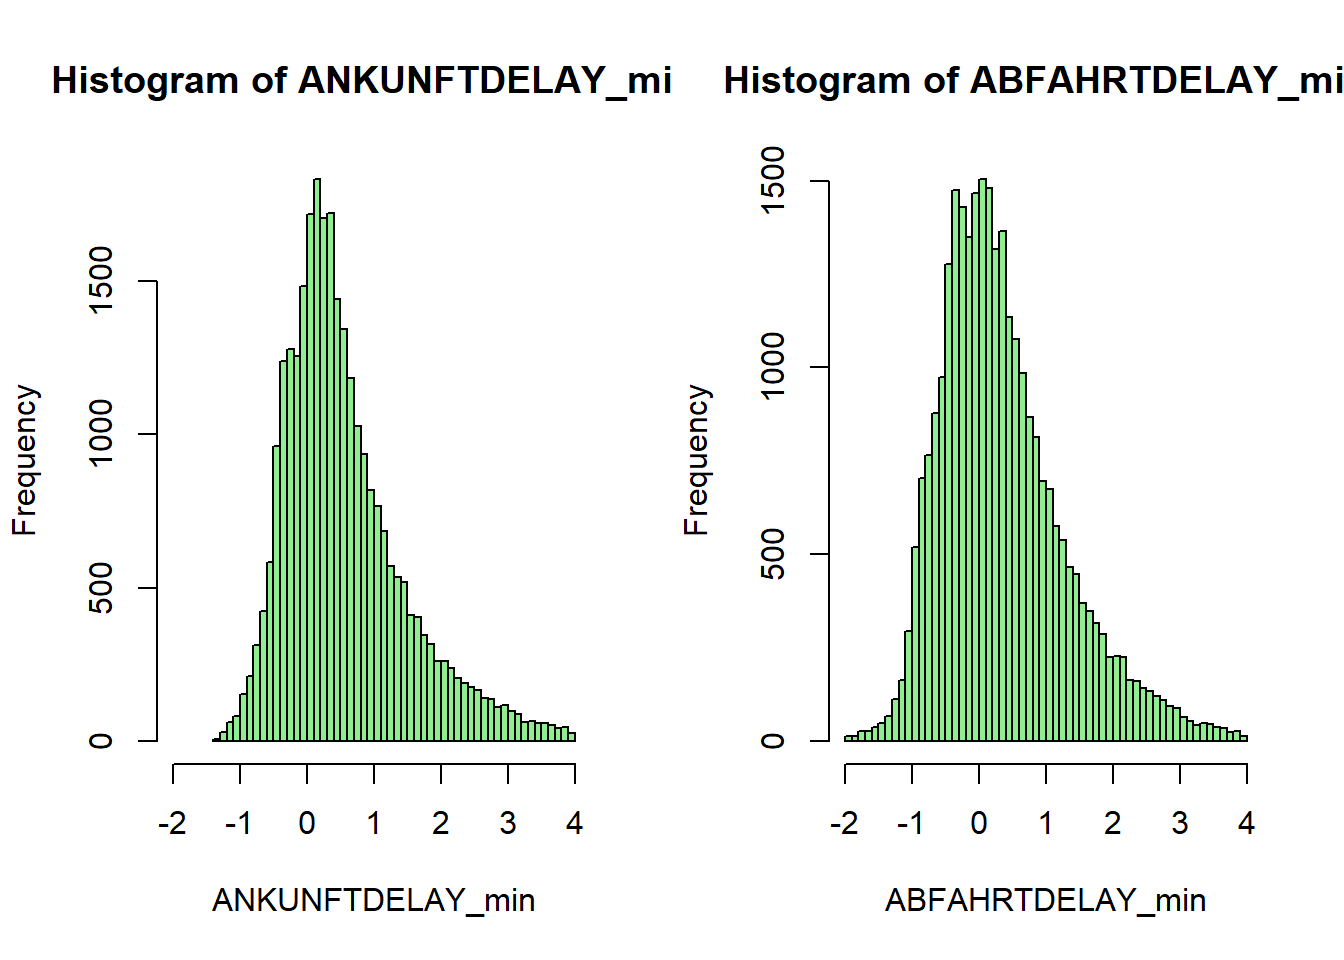 Histogram of ANKUNFTDELAY_mi
Frequency
1500
1000
500
0
-2 -1 0 1 2 3 4
ANKUNFTDELAY_min
Histogram of ABFAHRTDELAY_mi
Frequency
1500
1000
500
0
-2 -1 0 1 2 3 4
ABFAHRTDELAY_min